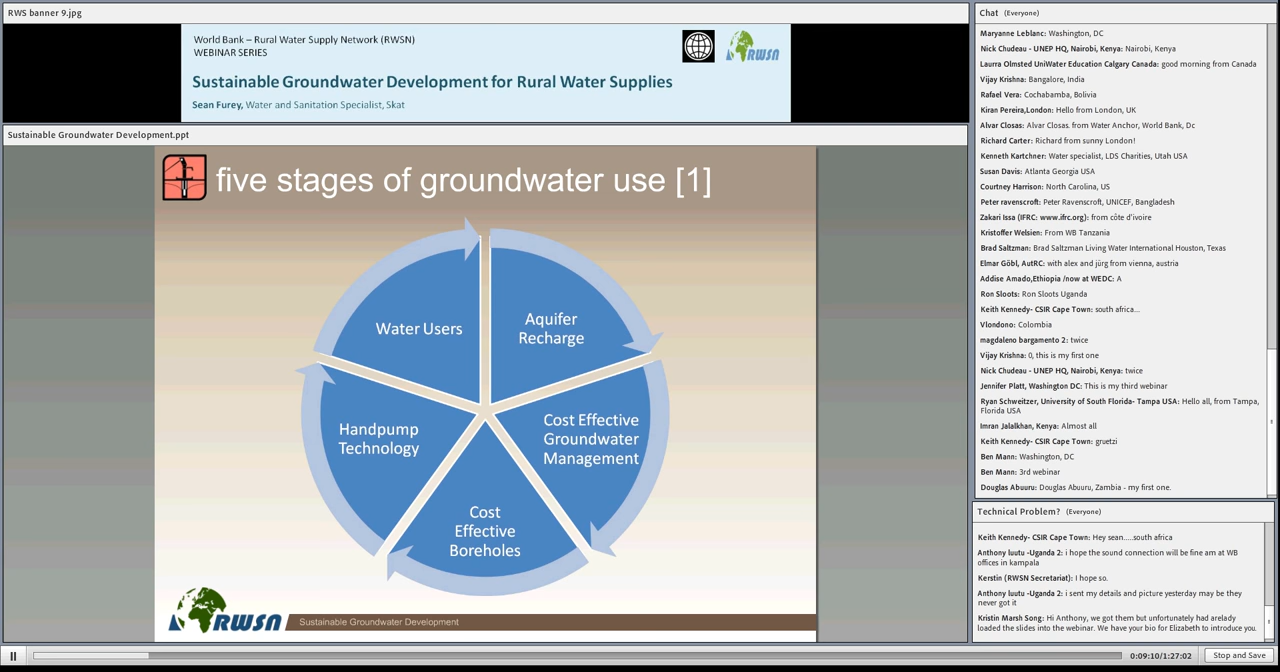 RWS banner 9.jpg
World Bank – Rural Water Supply Network (RWSN)
WEBINAR SERIES
RWSN
Sustainable Groundwater Development for Rural Water Supplies
Sean Furey, Water and Sanitation Specialist, Skat
Sustainable Groundwater Development.ppt
five stages of groundwater use [1]
Water Users
Aquifer
Recharge
Cost Effective
Groundwater
Management
Cost
Effective
Boreholes
Handpump
Technology
RWSN
Sustainable Groundwater Development
Chat (Everyone)
Maryanne Leblanc: Washington, DC
Nick Chudeau - UNEP HQ, Nairobi, Kenya: Nairobi, Kenya
Laurra Olmsted UniWater Education Calgary Canada: good morning from Canada
Vijay Krishna: Bangalore, India
Rafael Vera: Cochabamba, Bolivia
Kiran Pereira,London: Hello from London, UK
Alvar Closas: Alvar Closas. from Water Anchor, World Bank, Dc
Richard Carter: Richard from sunny London!
Kenneth Kartchner: Water specialist, LDS Charities, Utah USA
Susan Davis: Atlanta Georgia USA
Courtney Harrison: North Carolina, US
Peter ravenscroft: Peter Ravenscroft, UNICEF, Bangladesh
Zakari Issa (IFRC: www.ifrc.org): from côte d'ivoire
Kristoffer Welsien: From WB Tanzania
Brad Saltzman: Brad Saltzman Living Water International Houston, Texas
Elmar Göbl, AutRC: with alex and jürg from vienna, austria
Addise Amado,Ethiopia /now at WEDC: A
Ron Sloots: Ron Sloots Uganda
Keith Kennedy- CSIR Cape Town: south africa...
Vlondono: Colombia
magdaleno bargamento 2: twice
Vijay Krishna: 0, this is my first one
Nick Chudeau - UNEP HQ, Nairobi, Kenya: twice
Jennifer Platt, Washington DC: This is my third webinar
Ryan Schweitzer, University of South Florida- Tampa USA: Hello all, from Tampa,
Florida USA
Imran Jalalkhan, Kenya: Almost all
Keith Kennedy- CSIR Cape Town: gruetzi
Ben Mann: Washington, DC
Ben Mann: 3rd webinar
Douglas Abuuru: Douglas Abuuru, Zambia - my first one.
Technical Problem? (Everyone)
Keith Kennedy- CSIR Cape Town: Hey sean.....south africa
Anthony luutu -Uganda 2: i hope the sound connection will be fine am at WB
offices in kampala
Kerstin (RWSN Secretariat): I hope so.
Anthony luutu -Uganda 2: i sent my details and picture yesterday may be they
never got it
Kristin Marsh Song: Hi Anthony, we got them but unfortunately had arelady
loaded the slides into the webinar. We have your bio for Elizabeth to introduce you.
0:09:10/1:27:02
Stop and Save